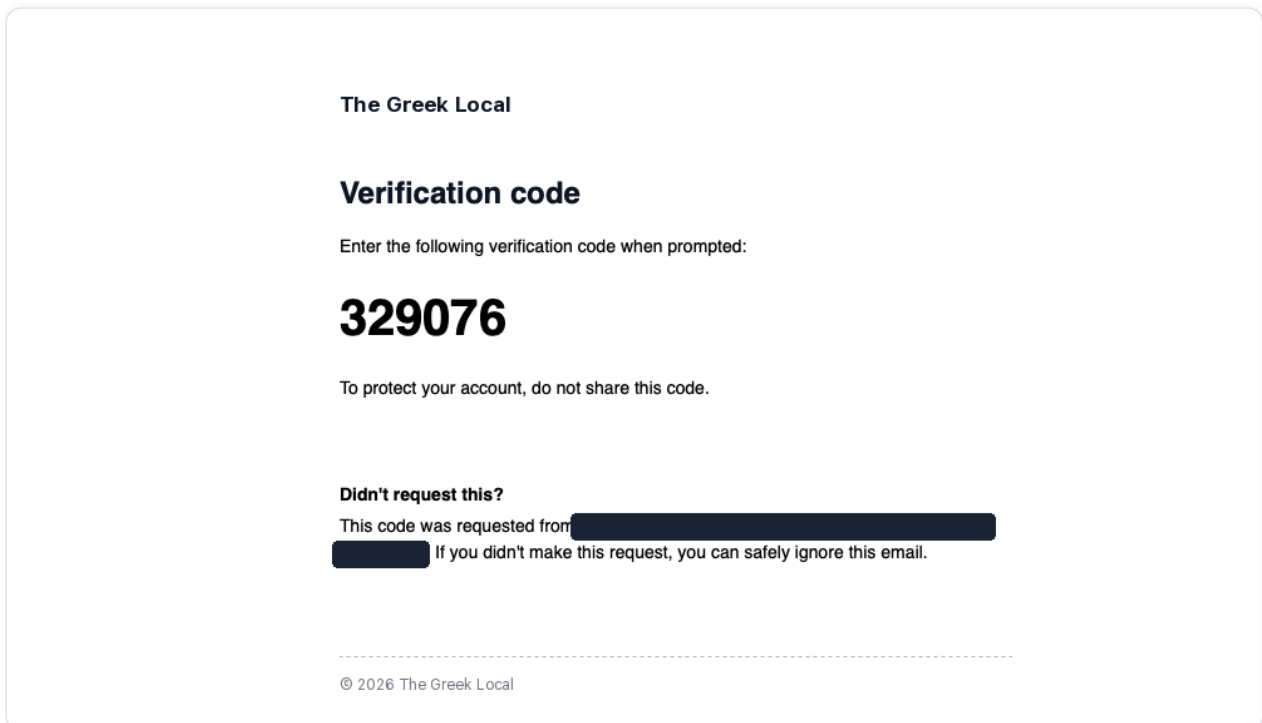 The Greek Local
Verification code
Enter the following verification code when prompted:
329076
To protect your account, do not share this code.
Didn't request this?
This code was requested from
If you didn't make this request, you can safely ignore this email.
© 2026 The Greek Local